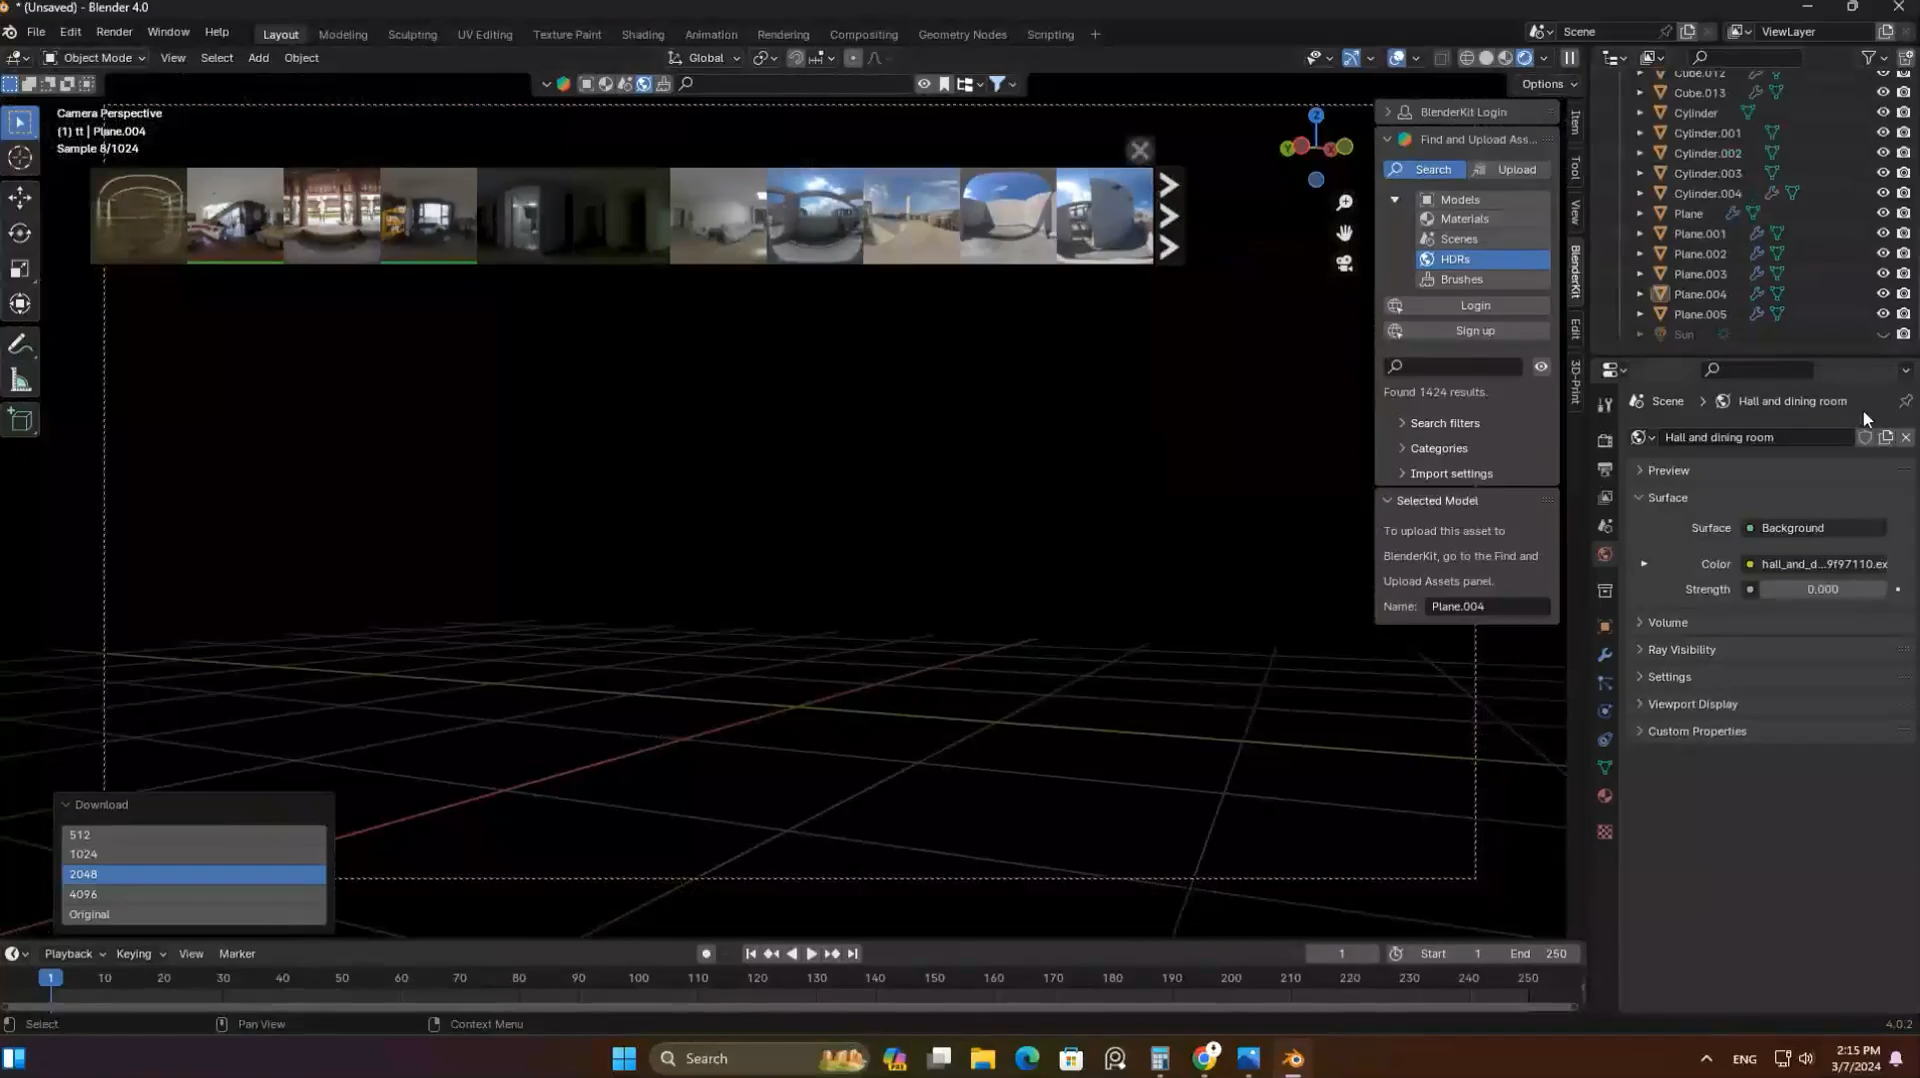 * (Unsaved) - Blender 4.0
File Edit Render Window Help
Layout Modeling Sculpting UV Editing Texture Paint Shading Animation Rendering Compositing Geometry Nodes Scripting +
Scene
ViewLayer
Object Mode View Select Add Object
Global
Options
Camera Perspective
(1) tt | Plane.004
Sample 8/1024
BlenderKit Login
Find and Upload Ass...
Search Upload
Models
Materials
Scenes
HDRs
Brushes
Login
Sign up
Found 1424 results.
Search filters
Categories
Import settings
Selected Model
To upload this asset to
BlenderKit, go to the Find and
Upload Assets panel.
Name: Plane.004
Item
Tool
View
BlenderKit
Edit
3D-Print
Z
Y
X
Cube.012
Cube.013
Cylinder
Cylinder.001
Cylinder.002
Cylinder.003
Cylinder.004
Plane
Plane.001
Plane.002
Plane.003
Plane.004
Plane.005
Sun
Scene > Hall and dining room
Hall and dining room
Preview
Surface
Surface Background
Color hall_and_d...9f97110.ex
Strength 0.000
Volume
Ray Visibility
Settings
Viewport Display
Custom Properties
Download
512
1024
2048
4096
Original
Playback Keying View Marker
1 Start 1 End 250
1 10 20 30 40 50 60 70 80 90 100 110 120 130 140 150 160 170 180 190 200 210 220 230 240 250
Select Pan View Context Menu
4.0.2
Search
ENG
2:15 PM
3/7/2024